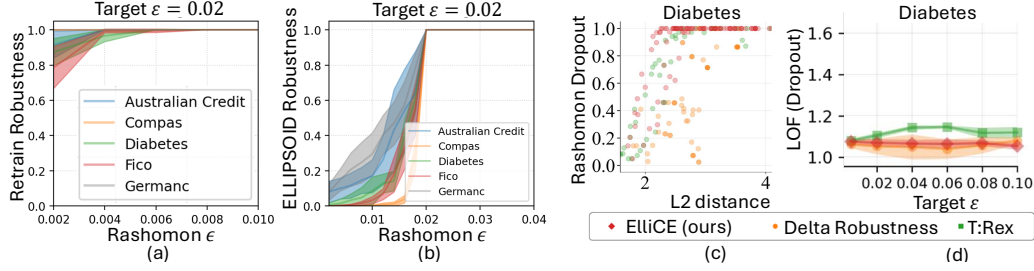 Target ε = 0.02
Retrain Robustness
1.0
0.8
0.6
0.4
0.2
0.0
Australian Credit
Compas
Diabetes
Fico
Germanc
0.002
0.004
0.006
0.008
0.010
Rashomon ϵ
(a)
Target ε = 0.02
ELLIPSOID Robustness
1.0
0.8
0.6
0.4
0.2
0.0
Australian Credit
Compas
Diabetes
Fico
Germanc
0.01
0.02
0.03
0.04
Rashomon ϵ
(b)
Diabetes
Rashomon Dropout
1.0
0.8
0.6
0.4
0.2
0.0
2
4
L2 distance
(c)
Diabetes
LOF (Dropout)
1.6
1.4
1.2
1.0
0.02
0.04
0.06
0.08
0.10
Target ε
(d)
ElliCE (ours)
Delta Robustness
T:Rex